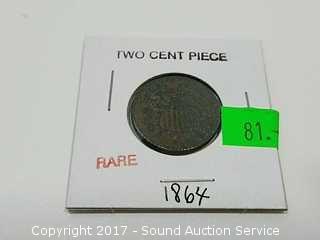 TWO CENT PIECE
81.-
RARE
1864
Copyright 2017 - Sound Auction Service